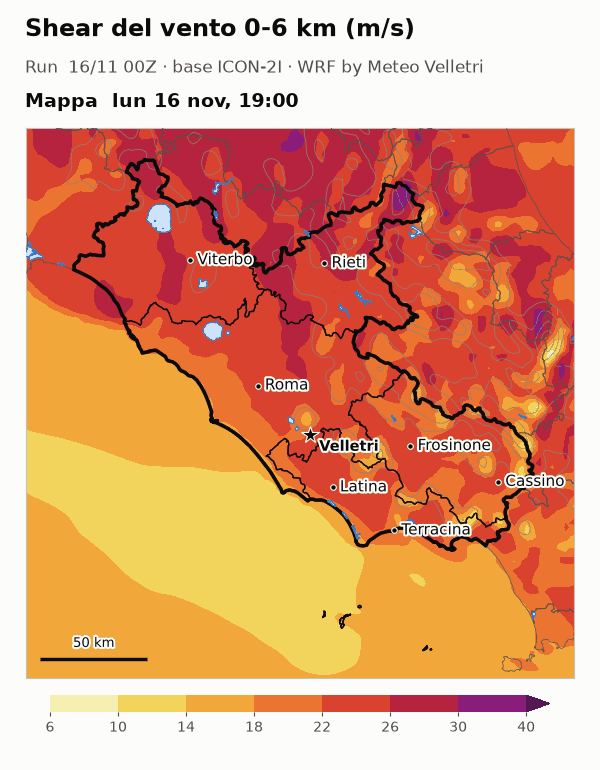 Shear del vento 0-6 km (m/s)
Run  16/11 00Z · base ICON-2I · WRF by Meteo Velletri
Mappa  lun 16 nov, 19:00
Viterbo
Rieti
Roma
Velletri
Frosinone
Cassino
Latina
Terracina
50 km
6 10 14 18 22 26 30 40